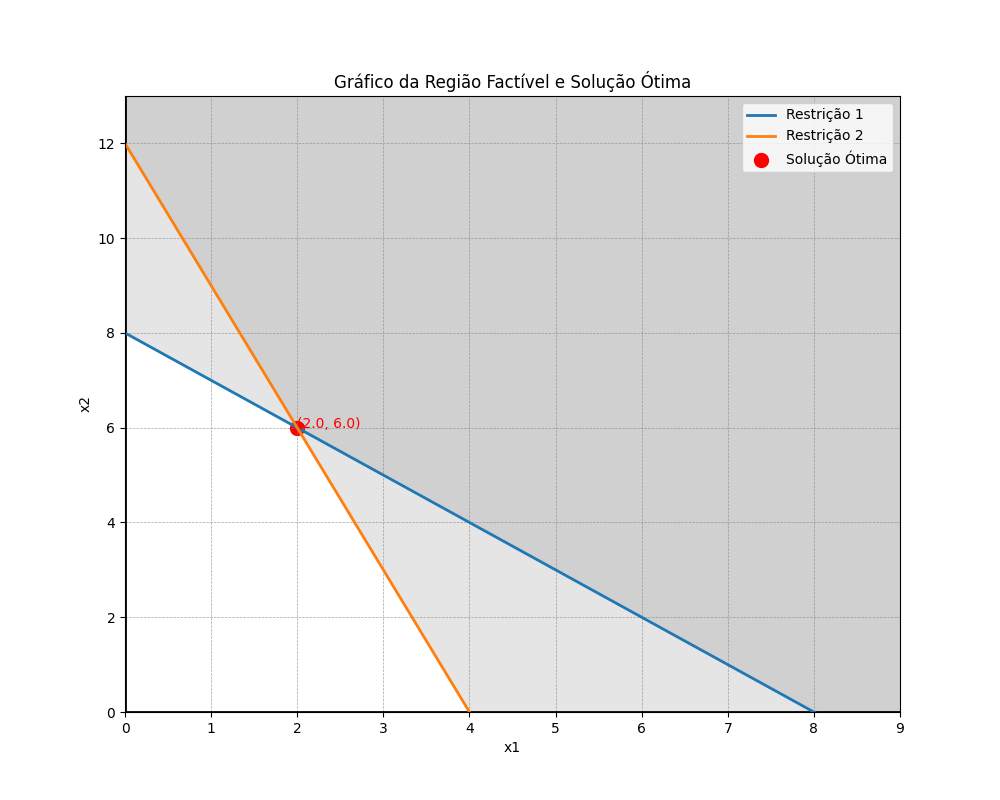 Gráfico da Região Factível e Solução Ótima
Restrição 1
Restrição 2
Solução Ótima
12
10
8
6
4
2
0
x2
(2.0, 6.0)
0 1 2 3 4 5 6 7 8 9
x1